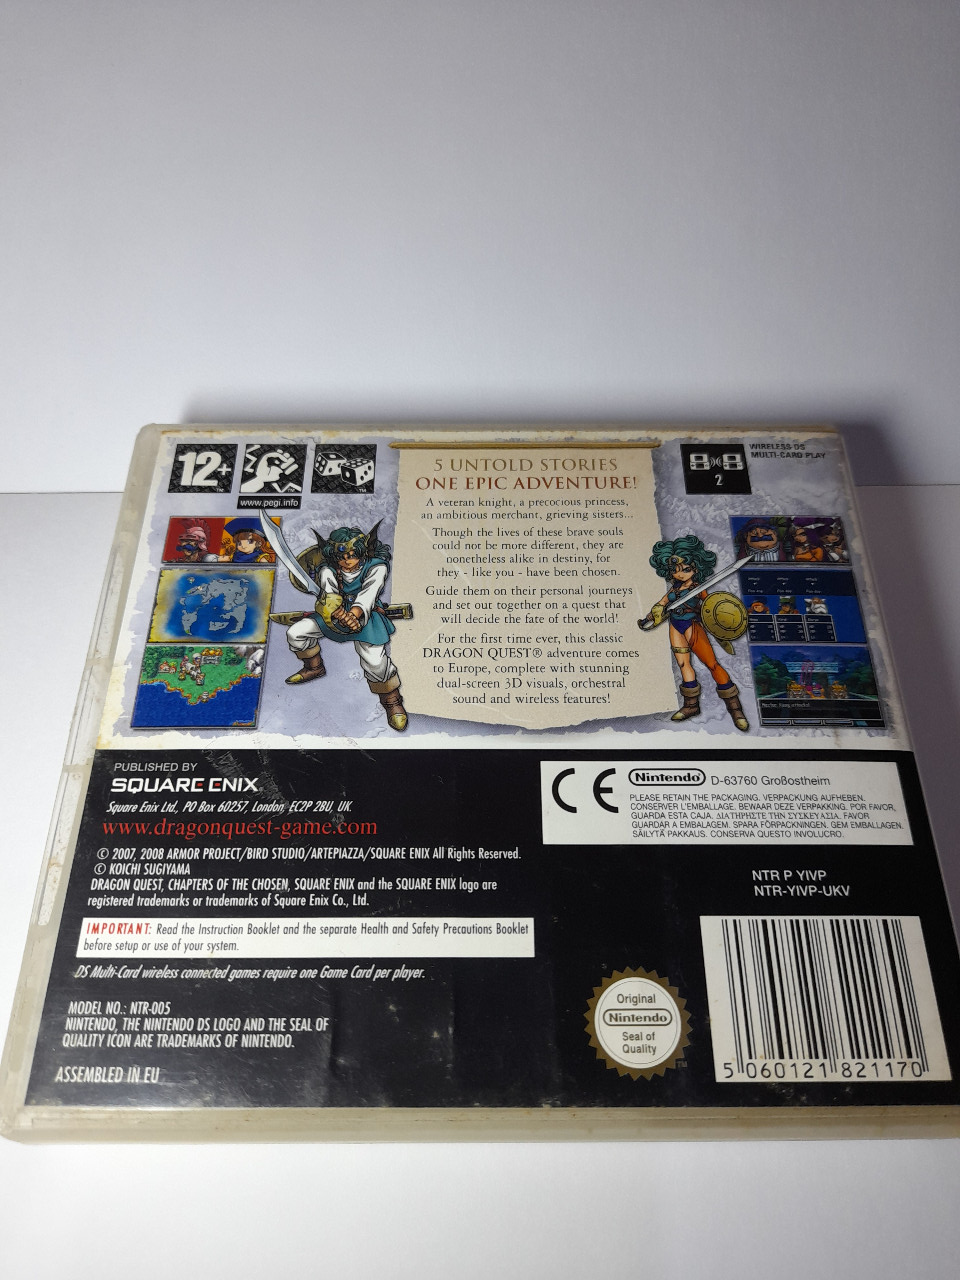 12+
™
™
™
www.pegi.info
2
WIRELESS DS
MULTI-CARD PLAY
5 UNTOLD STORIES
ONE EPIC ADVENTURE!
A veteran knight, a precocious princess,
an ambitious merchant, grieving sisters...
Though the lives of these brave souls
could not be more different, they are
nonetheless alike in destiny, for
they - like you - have been chosen.
Guide them on their personal journeys
and set out together on a quest that
will decide the fate of the world!
For the first time ever, this classic
DRAGON QUEST® adventure comes
to Europe, complete with stunning
dual-screen 3D visuals, orchestral
sound and wireless features!
PUBLISHED BY
SQUARE ENIX
Square Enix Ltd., PO Box 60257, London, EC2P 2BU, UK.
www.dragonquest-game.com
© 2007, 2008 ARMOR PROJECT/BIRD STUDIO/ARTEPIAZZA/SQUARE ENIX All Rights Reserved.
© KOICHI SUGIYAMA
DRAGON QUEST, CHAPTERS OF THE CHOSEN, SQUARE ENIX and the SQUARE ENIX logo are
registered trademarks or trademarks of Square Enix Co., Ltd.
IMPORTANT: Read the Instruction Booklet and the separate Health and Safety Precautions Booklet
before setup or use of your system.
DS Multi-Card wireless connected games require one Game Card per player.
MODEL NO.: NTR-005
NINTENDO, THE NINTENDO DS LOGO AND THE SEAL OF
QUALITY ICON ARE TRADEMARKS OF NINTENDO.
ASSEMBLED IN EU
CE
Nintendo
D-63760 Großostheim
PLEASE RETAIN THE PACKAGING. VERPACKUNG AUFHEBEN.
CONSERVER L'EMBALLAGE. BEWAAR DEZE VERPAKKING. POR FAVOR,
GUARDA ESTA CAJA. ΔΙΑΤΗΡΗΣΤΕ ΤΗΝ ΣΥΣΚΕΥΑΣΙΑ. FAVOR
GUARDAR A EMBALAGEM. SPARA FÖRPACKNINGEN. GEM EMBALLAGEN.
SÄILYTÄ PAKKAUS. CONSERVA QUESTO INVOLUCRO.
NTR P YIVP
NTR-YIVP-UKV
Original
Nintendo
Seal of
Quality
™
5 060121 821170